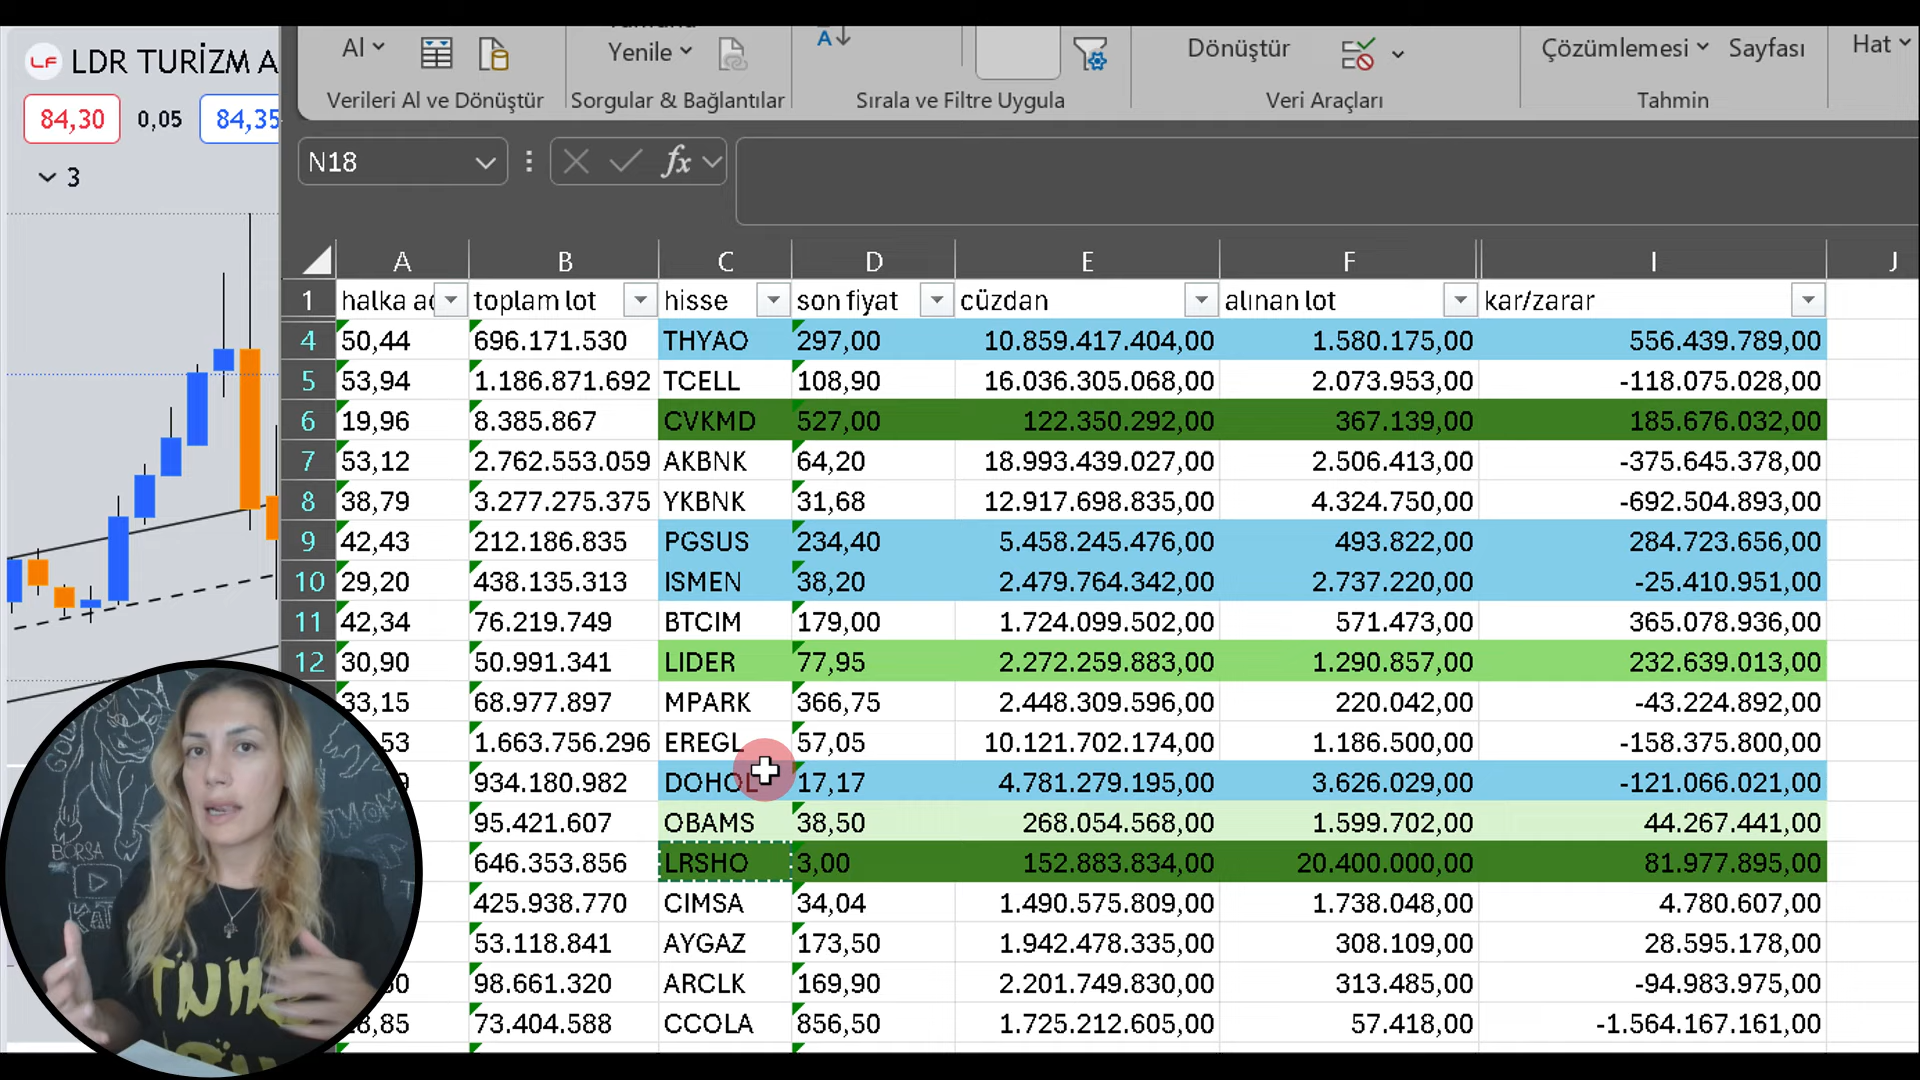 LF LDR TURİZM A
84,30 0,05 84,35
3
Al
Yenile
Dönüştür
Çözümlemesi Sayfası
Hat
Verileri Al ve Dönüştür Sorgular & Bağlantılar Sırala ve Filtre Uygula Veri Araçları Tahmin
N18 fx
A B C D E F I J
1 halka aç toplam lot hisse son fiyat cüzdan alınan lot kar/zarar
4 50,44 696.171.530 THYAO 297,00 10.859.417.404,00 1.580.175,00 556.439.789,00
5 53,94 1.186.871.692 TCELL 108,90 16.036.305.068,00 2.073.953,00 -118.075.028,00
6 19,96 8.385.867 CVKMD 527,00 122.350.292,00 367.139,00 185.676.032,00
7 53,12 2.762.553.059 AKBNK 64,20 18.993.439.027,00 2.506.413,00 -375.645.378,00
8 38,79 3.277.275.375 YKBNK 31,68 12.917.698.835,00 4.324.750,00 -692.504.893,00
9 42,43 212.186.835 PGSUS 234,40 5.458.245.476,00 493.822,00 284.723.656,00
10 29,20 438.135.313 ISMEN 38,20 2.479.764.342,00 2.737.220,00 -25.410.951,00
11 42,34 76.219.749 BTCIM 179,00 1.724.099.502,00 571.473,00 365.078.936,00
12 30,90 50.991.341 LIDER 77,95 2.272.259.883,00 1.290.857,00 232.639.013,00
33,15 68.977.897 MPARK 366,75 2.448.309.596,00 220.042,00 -43.224.892,00
53 1.663.756.296 EREGL 57,05 10.121.702.174,00 1.186.500,00 -158.375.800,00
9 934.180.982 DOHOL 17,17 4.781.279.195,00 3.626.029,00 -121.066.021,00
95.421.607 OBAMS 38,50 268.054.568,00 1.599.702,00 44.267.441,00
646.353.856 LRSHO 3,00 152.883.834,00 20.400.000,00 81.977.895,00
425.938.770 CIMSA 34,04 1.490.575.809,00 1.738.048,00 4.780.607,00
53.118.841 AYGAZ 173,50 1.942.478.335,00 308.109,00 28.595.178,00
30 98.661.320 ARCLK 169,90 2.201.749.830,00 313.485,00 -94.983.975,00
8,85 73.404.588 CCOLA 856,50 1.725.212.605,00 57.418,00 -1.564.167.161,00
BORSA
KAT